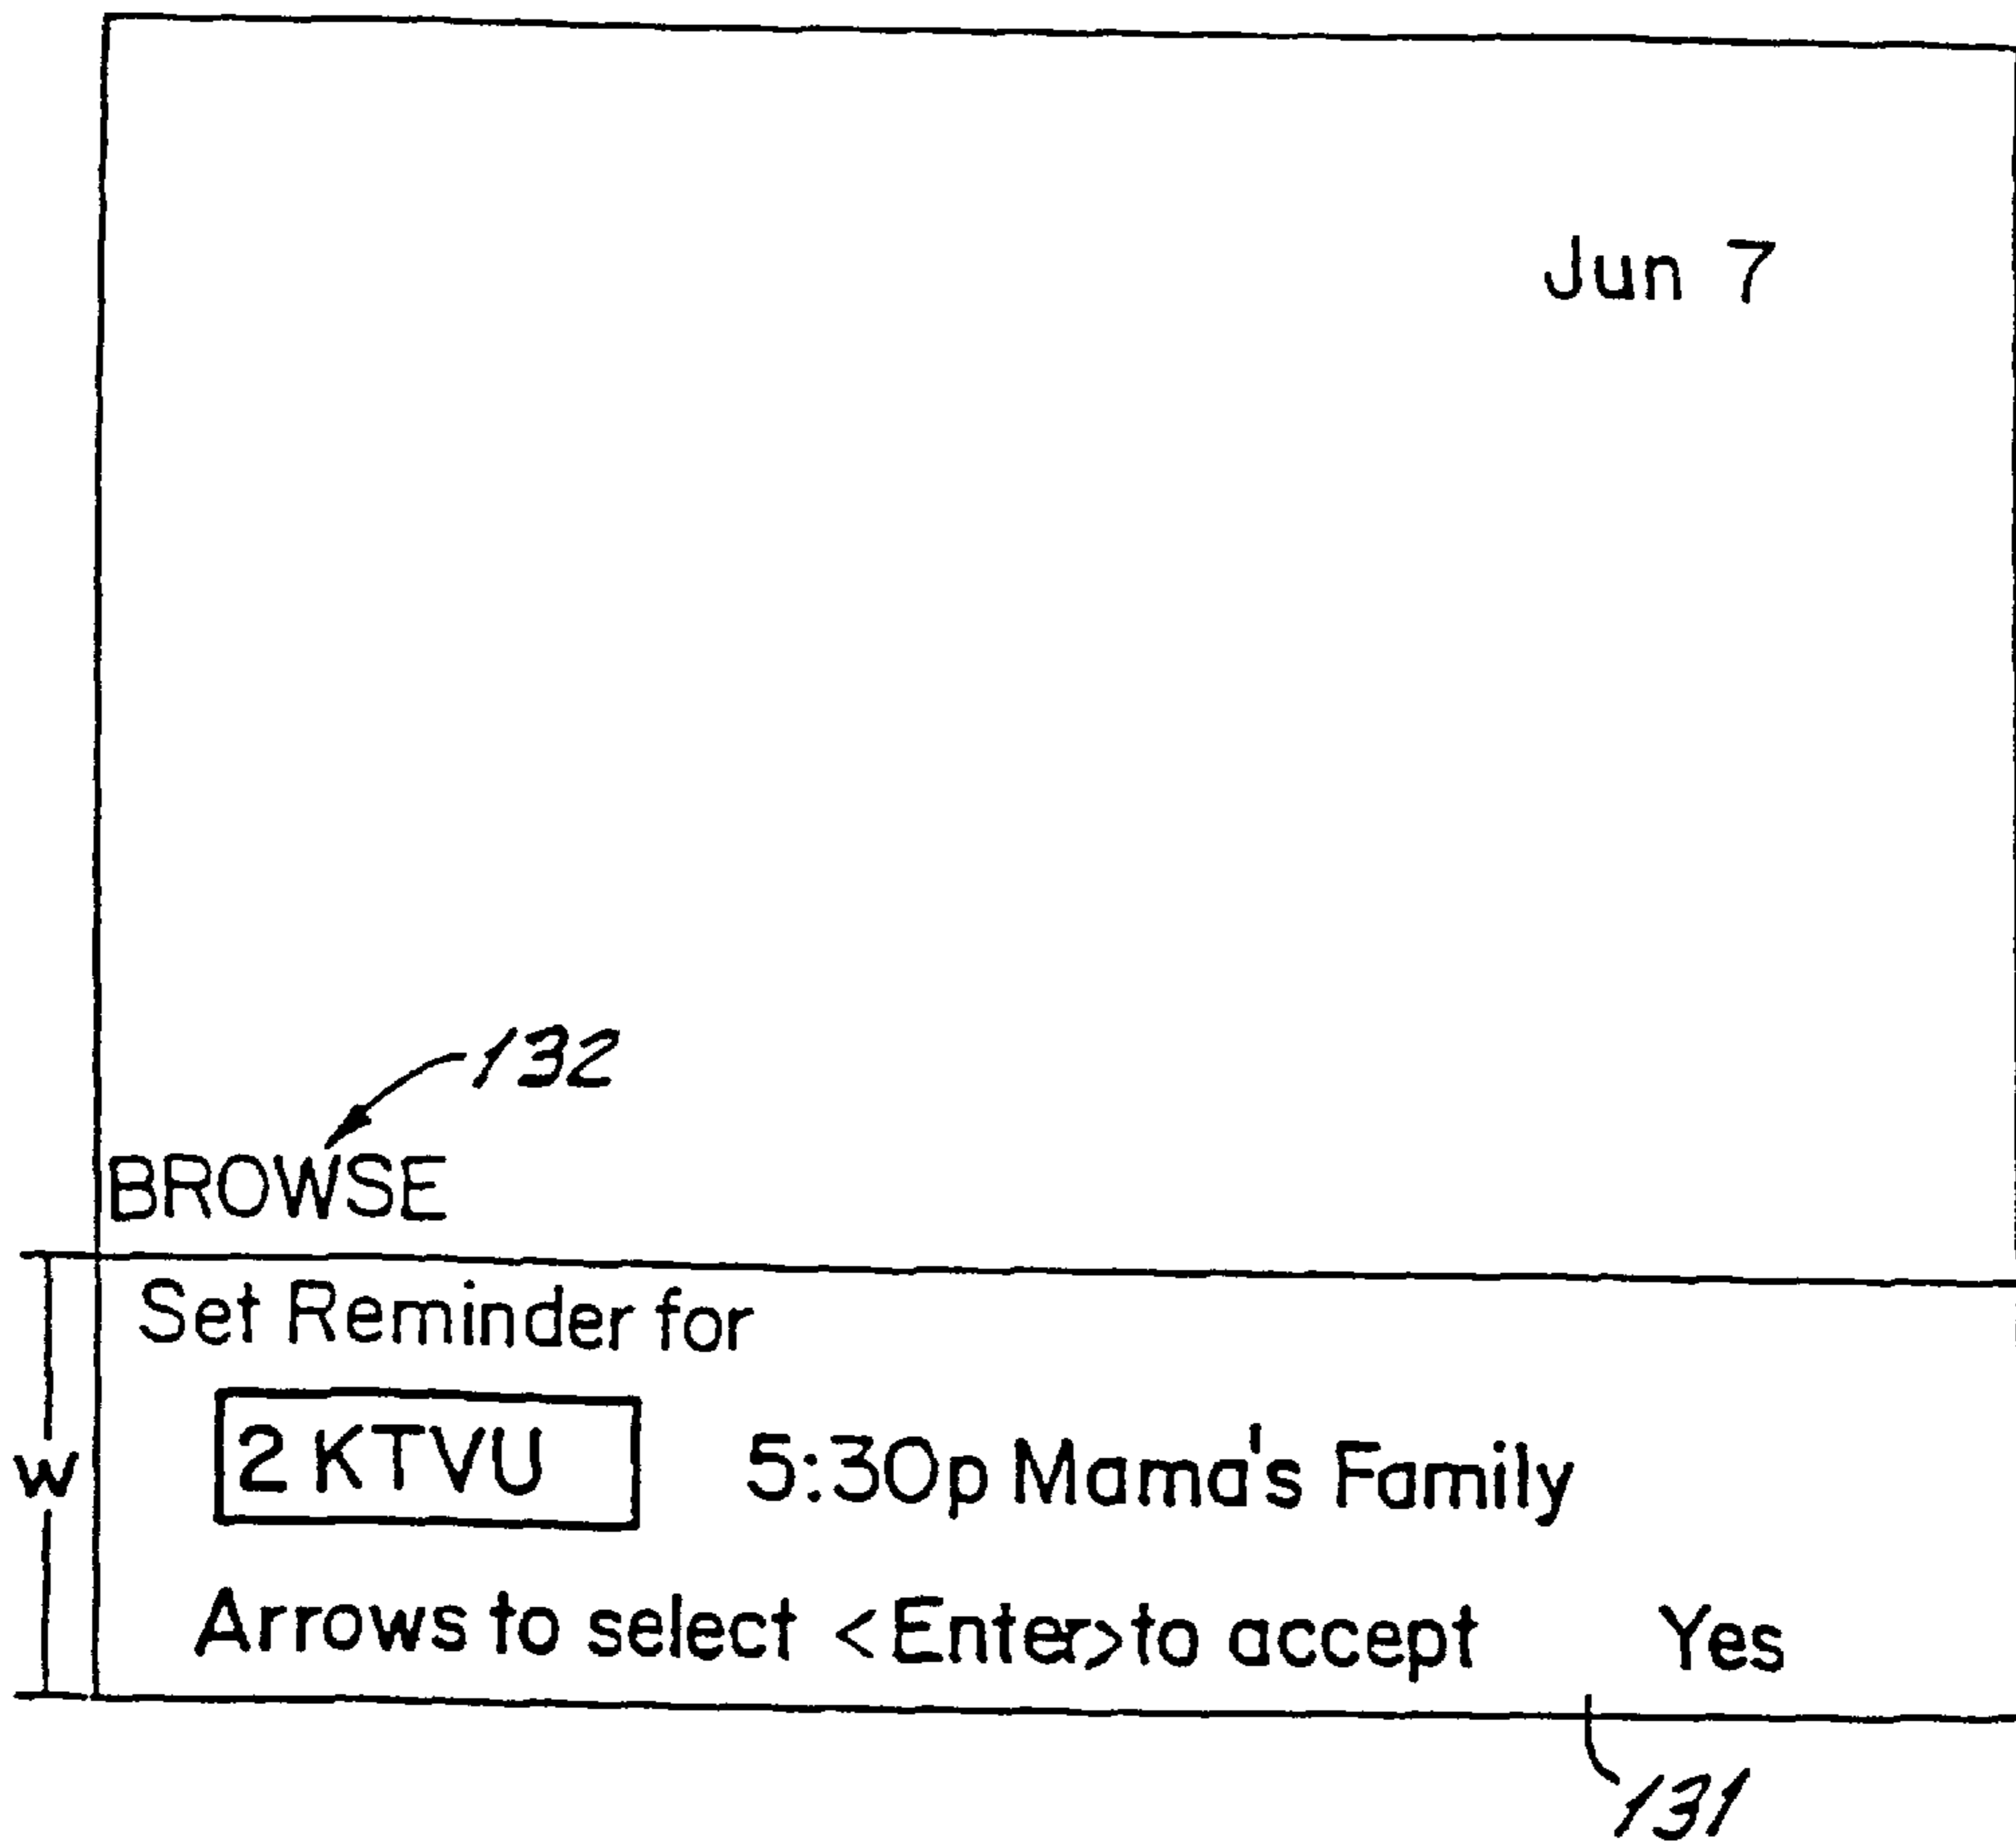 Jun 7
132
BROWSE
Set Reminder for
2 KTVU 5:30p Mama's Family
w
Arrows to select <Enter> to accept Yes
131